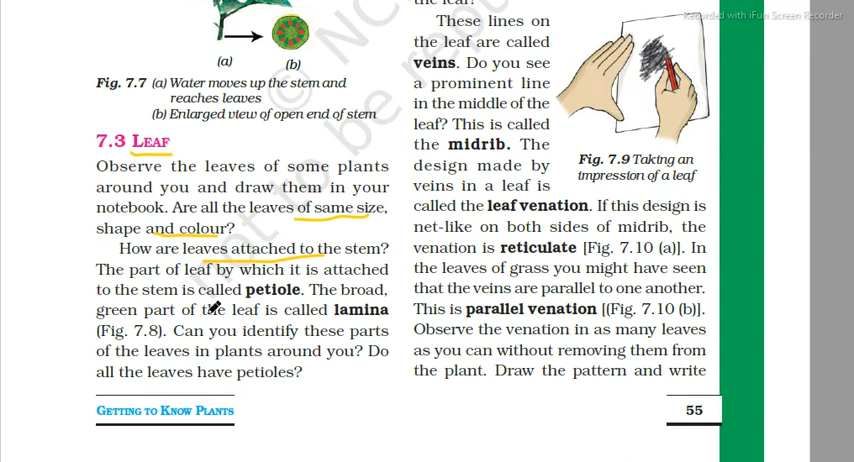 (a)
(b)
Fig. 7.7 (a) Water moves up the stem and
reaches leaves
(b) Enlarged view of open end of stem
7.3 LEAF
Observe the leaves of some plants
around you and draw them in your
notebook. Are all the leaves of same size,
shape and colour?
How are leaves attached to the stem?
The part of leaf by which it is attached
to the stem is called petiole. The broad,
green part of the leaf is called lamina
(Fig. 7.8). Can you identify these parts
of the leaves in plants around you? Do
all the leaves have petioles?
the leaf?
These lines on
the leaf are called
veins. Do you see
a prominent line
in the middle of the
leaf? This is called
the midrib. The
design made by
veins in a leaf is
called the leaf venation. If this design is
net-like on both sides of midrib, the
venation is reticulate [Fig. 7.10 (a)]. In
the leaves of grass you might have seen
that the veins are parallel to one another.
This is parallel venation [(Fig. 7.10 (b)].
Observe the venation in as many leaves
as you can without removing them from
the plant. Draw the pattern and write
Fig. 7.9 Taking an
impression of a leaf
GETTING TO KNOW PLANTS
55
Recorded with iFun Screen Recorder
© NC
not to be rep